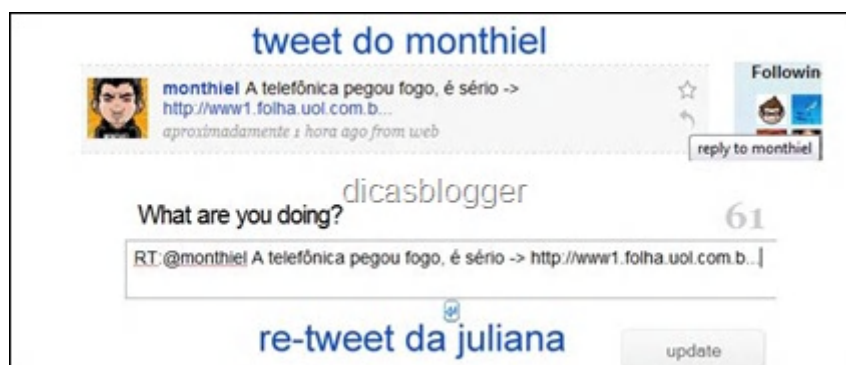 tweet do monthiel
monthiel A telefônica pegou fogo, é sério ->
http://www1.folha.uol.com.b...
aproximadamente 1 hora ago from web
Followin
reply to monthiel
dicasblogger
What are you doing?
61
RT:@monthiel A telefônica pegou fogo, é sério -> http://www1.folha.uol.com.b...
re-tweet da juliana
update